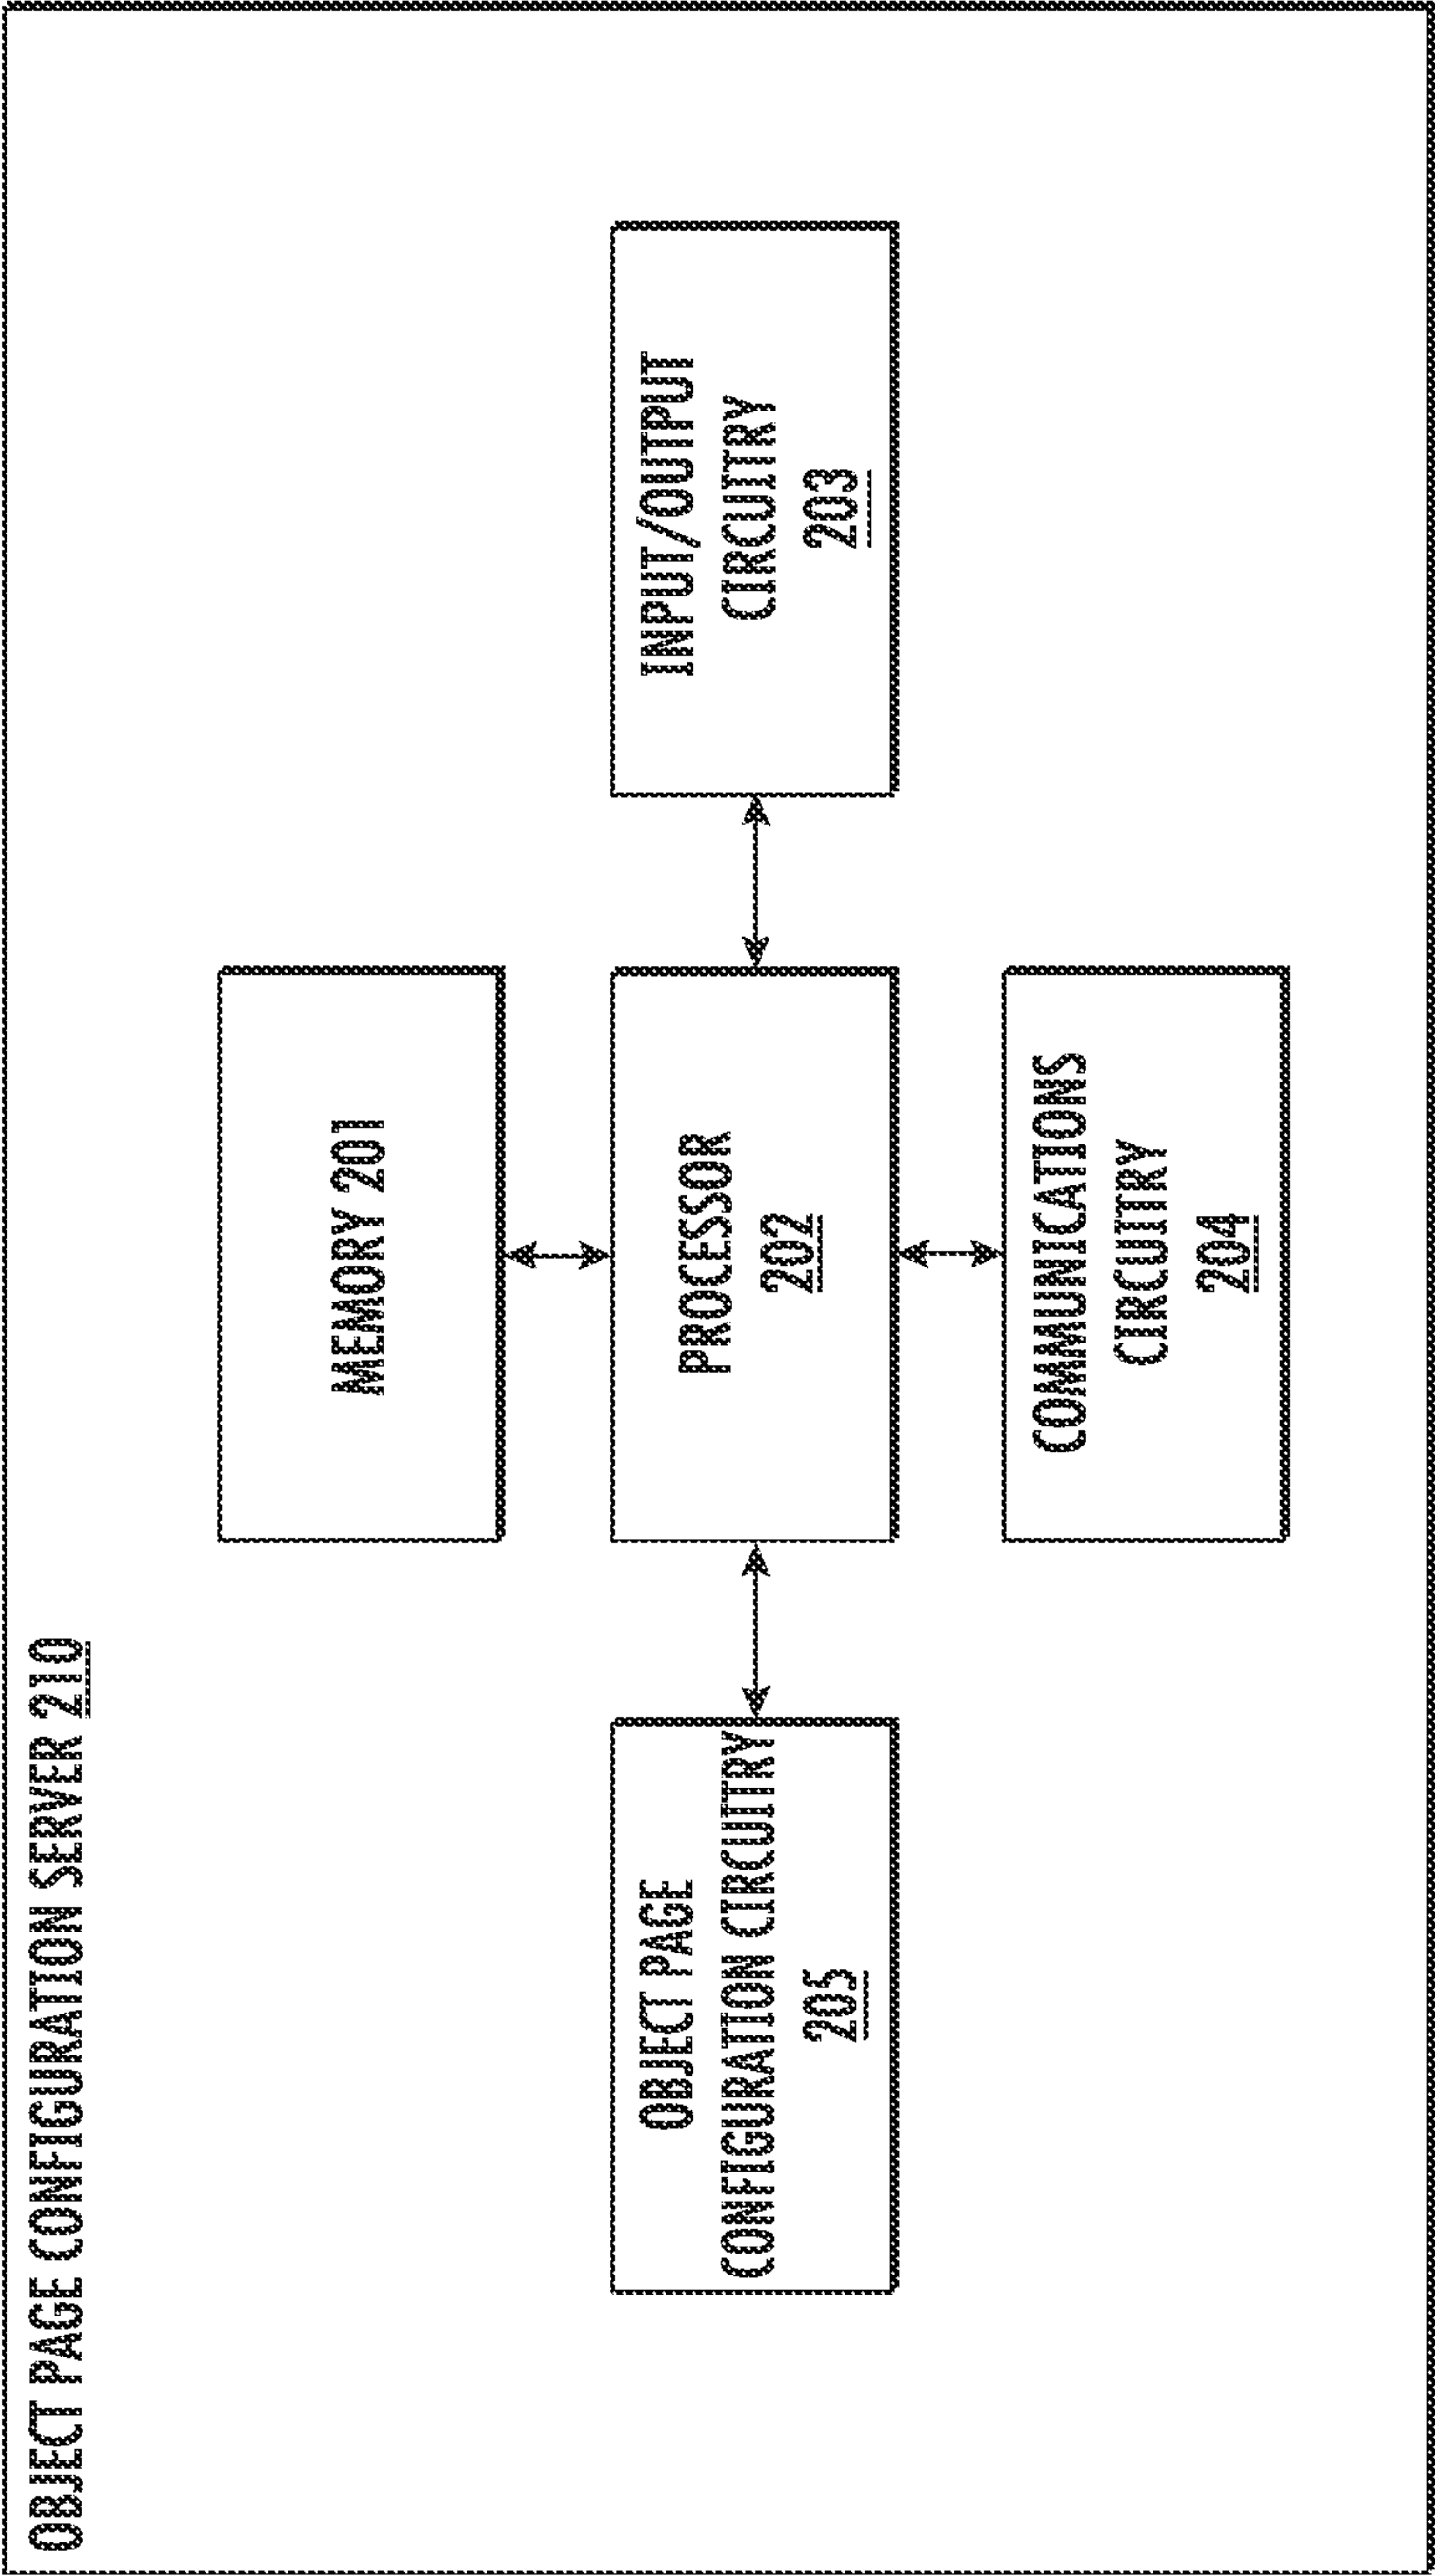 OBJECT PAGE CONFIGURATION SERVER 210
MEMORY 201
OBJECT PAGE
CONFIGURATION CIRCUITRY
205
PROCESSOR
202
INPUT/OUTPUT
CIRCUITRY
203
COMMUNICATIONS
CIRCUITRY
204